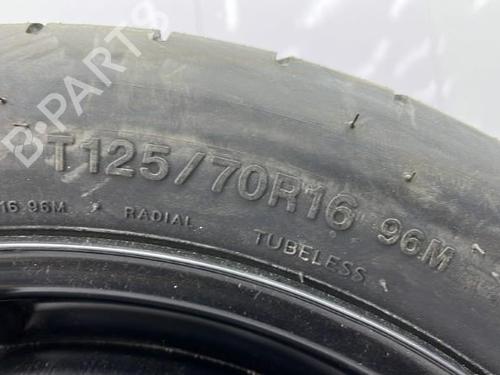 B-PARTS
T125/70R16 96M
16 96M RADIAL TUBELESS